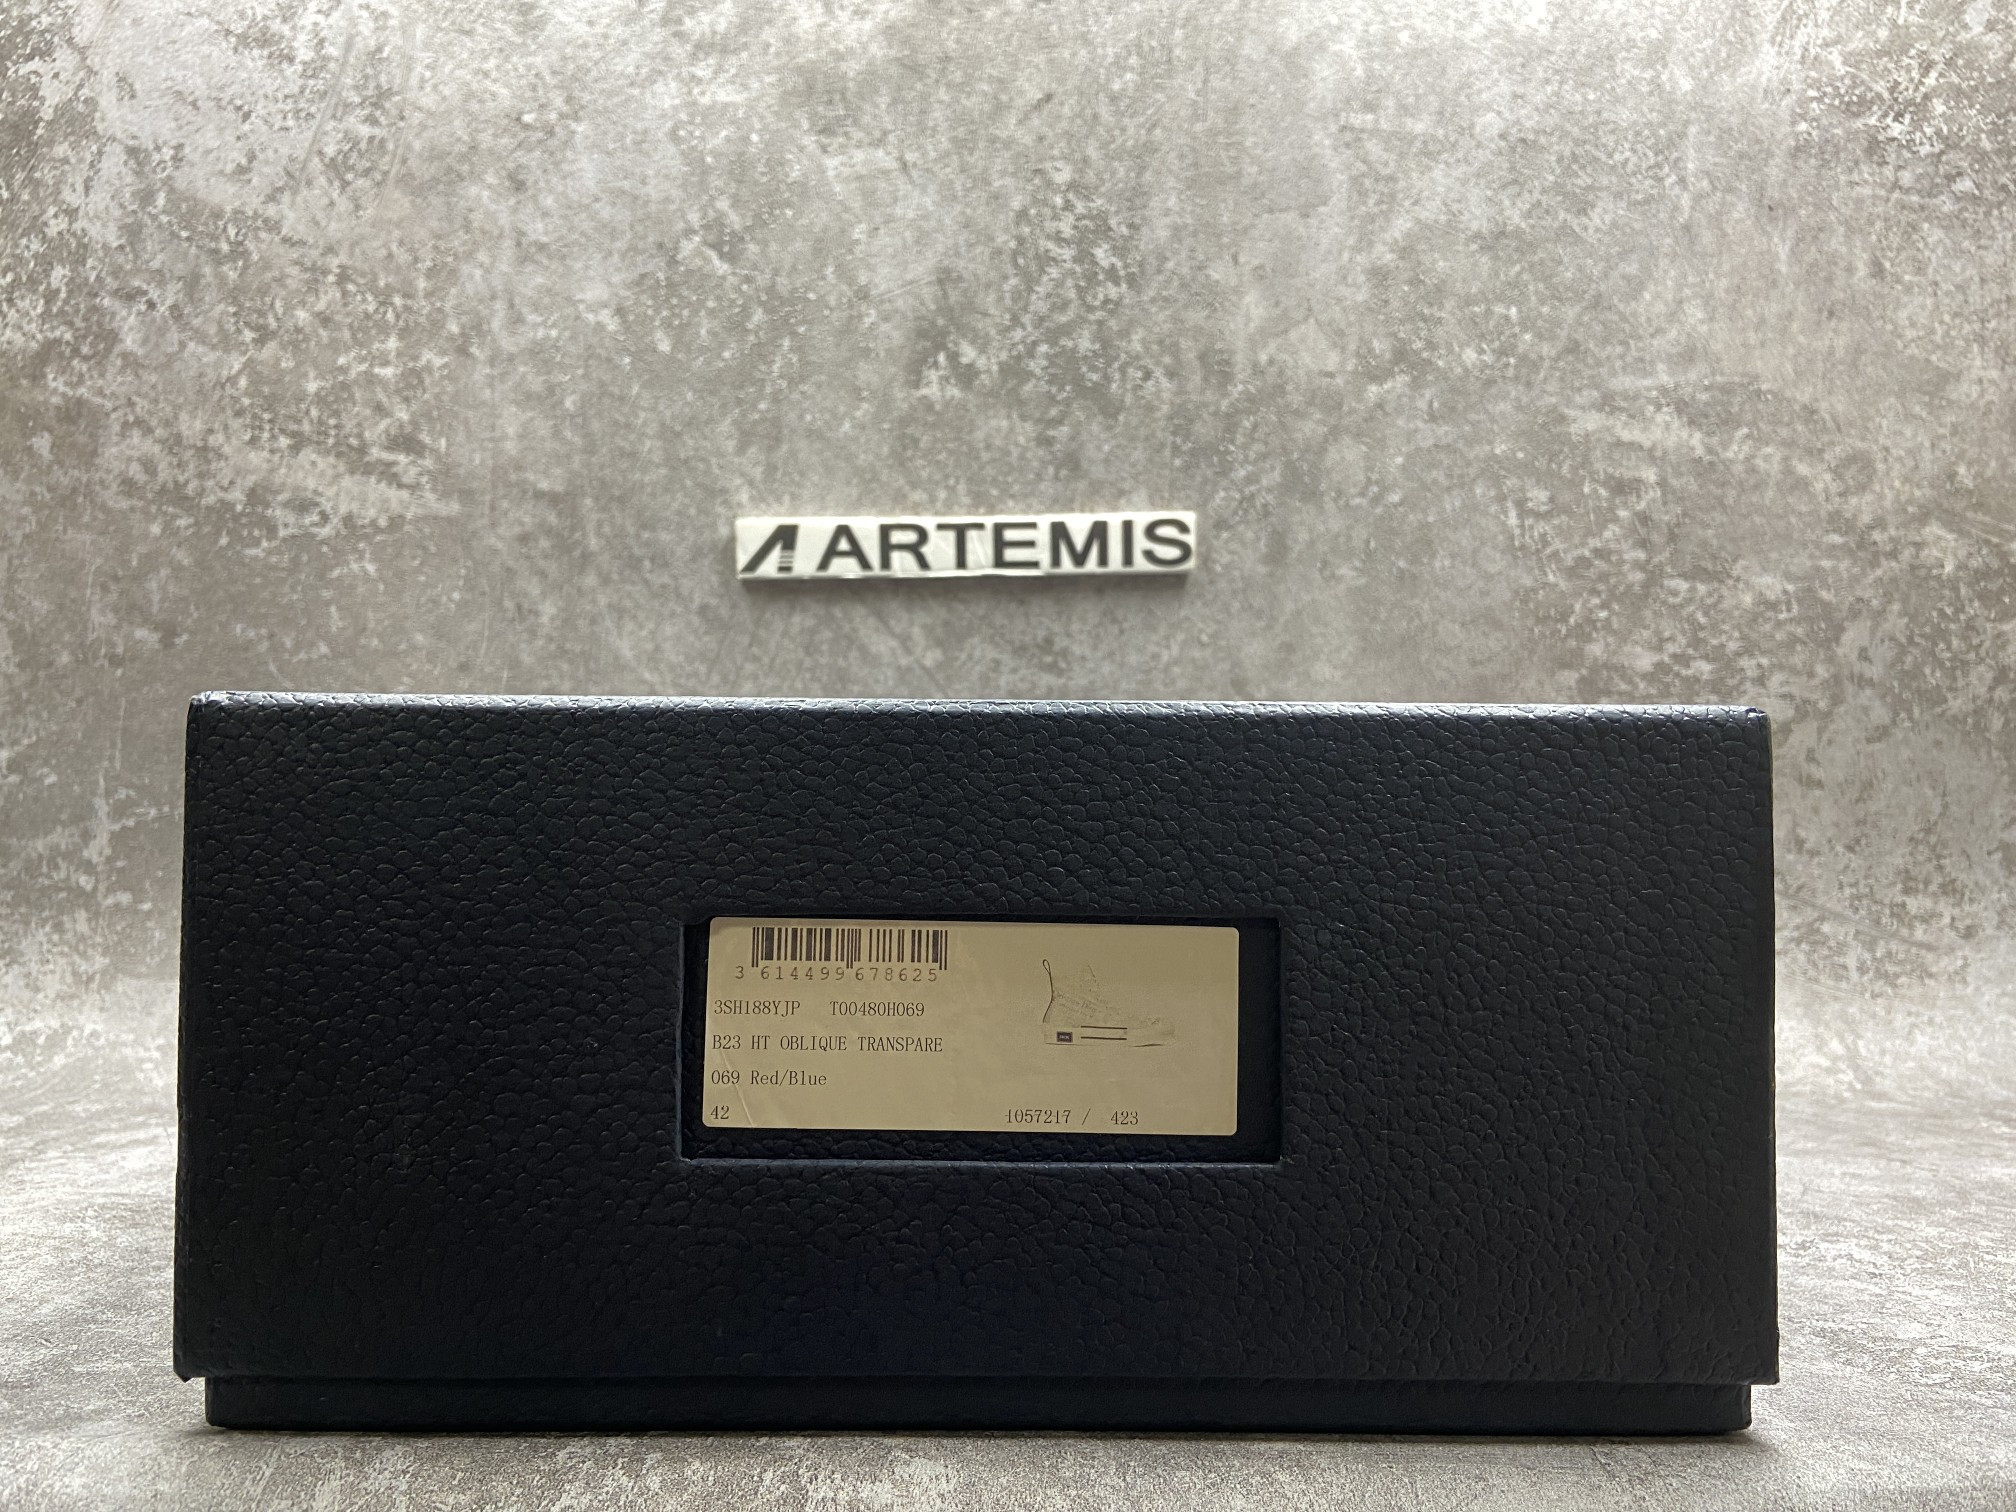 ARTEMIS
3 614499 678625
3SH188YJP T00480H069
B23 HT OBLIQUE TRANSPARE
069 Red/Blue
42 1057217 / 423